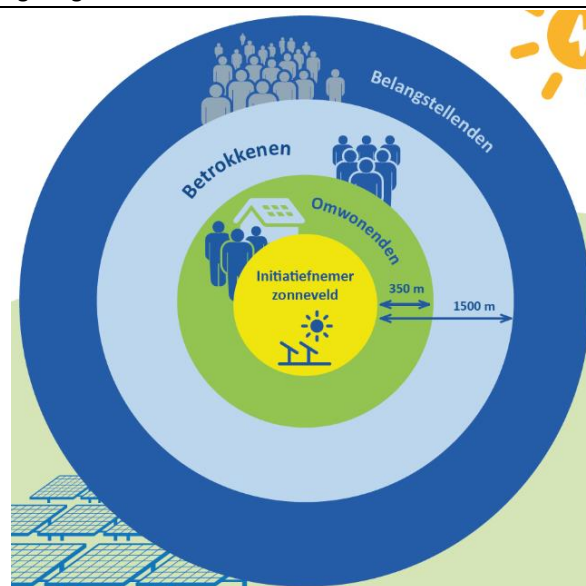 Belangstellenden
Betrokkenen
Omwonenden
Initiatiefnemer
zonneveld
350 m
1500 m